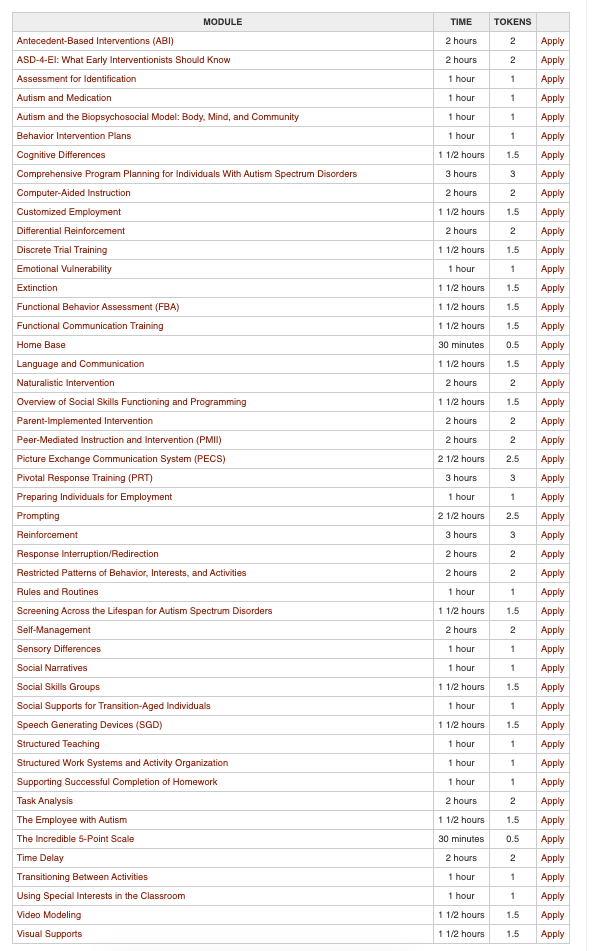 MODULE TIME TOKENS
Antecedent-Based Interventions (ABI) 2 hours 2 Apply
ASD-4-EI: What Early Interventionists Should Know 2 hours 2 Apply
Assessment for Identification 1 hour 1 Apply
Autism and Medication 1 hour 1 Apply
Autism and the Biopsychosocial Model: Body, Mind, and Community 1 hour 1 Apply
Behavior Intervention Plans 1 hour 1 Apply
Cognitive Differences 1 1/2 hours 1.5 Apply
Comprehensive Program Planning for Individuals With Autism Spectrum Disorders 3 hours 3 Apply
Computer-Aided Instruction 2 hours 2 Apply
Customized Employment 1 1/2 hours 1.5 Apply
Differential Reinforcement 2 hours 2 Apply
Discrete Trial Training 1 1/2 hours 1.5 Apply
Emotional Vulnerability 1 hour 1 Apply
Extinction 1 1/2 hours 1.5 Apply
Functional Behavior Assessment (FBA) 1 1/2 hours 1.5 Apply
Functional Communication Training 1 1/2 hours 1.5 Apply
Home Base 30 minutes 0.5 Apply
Language and Communication 1 1/2 hours 1.5 Apply
Naturalistic Intervention 2 hours 2 Apply
Overview of Social Skills Functioning and Programming 1 1/2 hours 1.5 Apply
Parent-Implemented Intervention 2 hours 2 Apply
Peer-Mediated Instruction and Intervention (PMII) 2 hours 2 Apply
Picture Exchange Communication System (PECS) 2 1/2 hours 2.5 Apply
Pivotal Response Training (PRT) 3 hours 3 Apply
Preparing Individuals for Employment 1 hour 1 Apply
Prompting 2 1/2 hours 2.5 Apply
Reinforcement 3 hours 3 Apply
Response Interruption/Redirection 2 hours 2 Apply
Restricted Patterns of Behavior, Interests, and Activities 2 hours 2 Apply
Rules and Routines 1 hour 1 Apply
Screening Across the Lifespan for Autism Spectrum Disorders 1 1/2 hours 1.5 Apply
Self-Management 2 hours 2 Apply
Sensory Differences 1 hour 1 Apply
Social Narratives 1 hour 1 Apply
Social Skills Groups 1 1/2 hours 1.5 Apply
Social Supports for Transition-Aged Individuals 1 hour 1 Apply
Speech Generating Devices (SGD) 1 1/2 hours 1.5 Apply
Structured Teaching 1 hour 1 Apply
Structured Work Systems and Activity Organization 1 hour 1 Apply
Supporting Successful Completion of Homework 1 hour 1 Apply
Task Analysis 2 hours 2 Apply
The Employee with Autism 1 1/2 hours 1.5 Apply
The Incredible 5-Point Scale 30 minutes 0.5 Apply
Time Delay 2 hours 2 Apply
Transitioning Between Activities 1 hour 1 Apply
Using Special Interests in the Classroom 1 hour 1 Apply
Video Modeling 1 1/2 hours 1.5 Apply
Visual Supports 1 1/2 hours 1.5 Apply